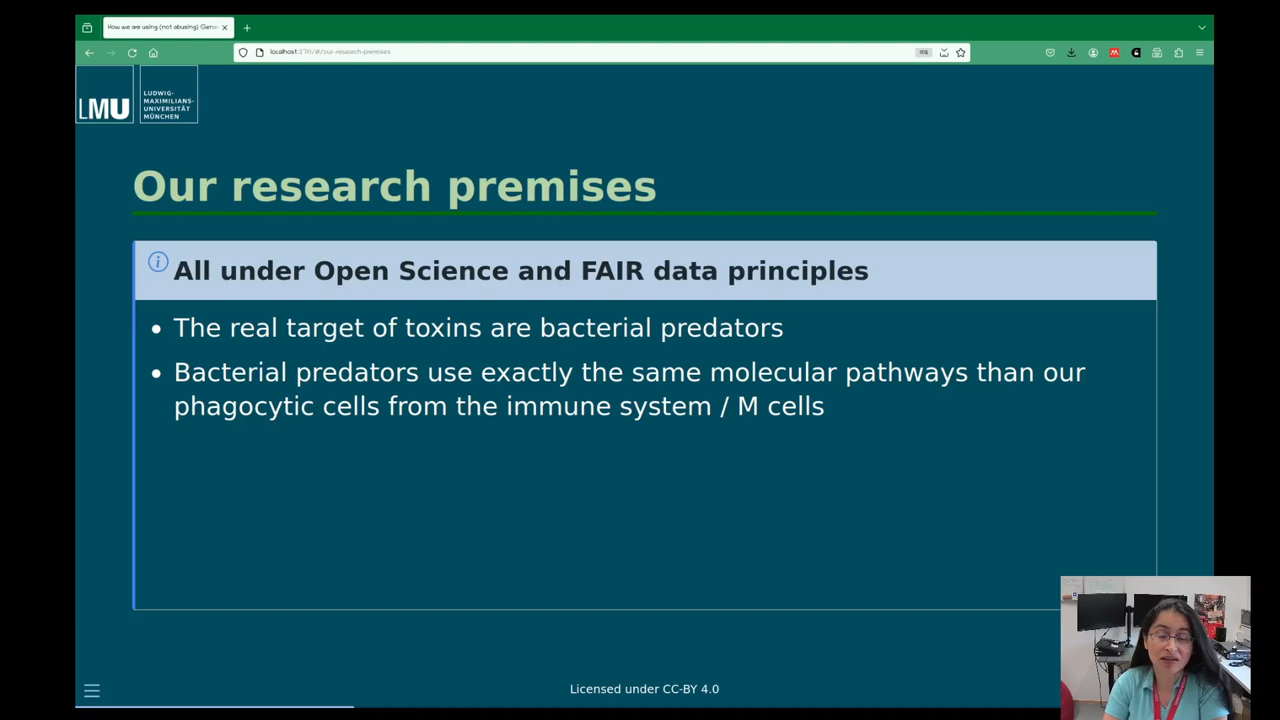 How we are using (not abusing) Gene
localhost:3710/#/our-research-premises
LMU
LUDWIG-
MAXIMILIANS-
UNIVERSITÄT
MÜNCHEN
Our research premises
All under Open Science and FAIR data principles
The real target of toxins are bacterial predators
Bacterial predators use exactly the same molecular pathways than our
phagocytic cells from the immune system / M cells
Licensed under CC-BY 4.0